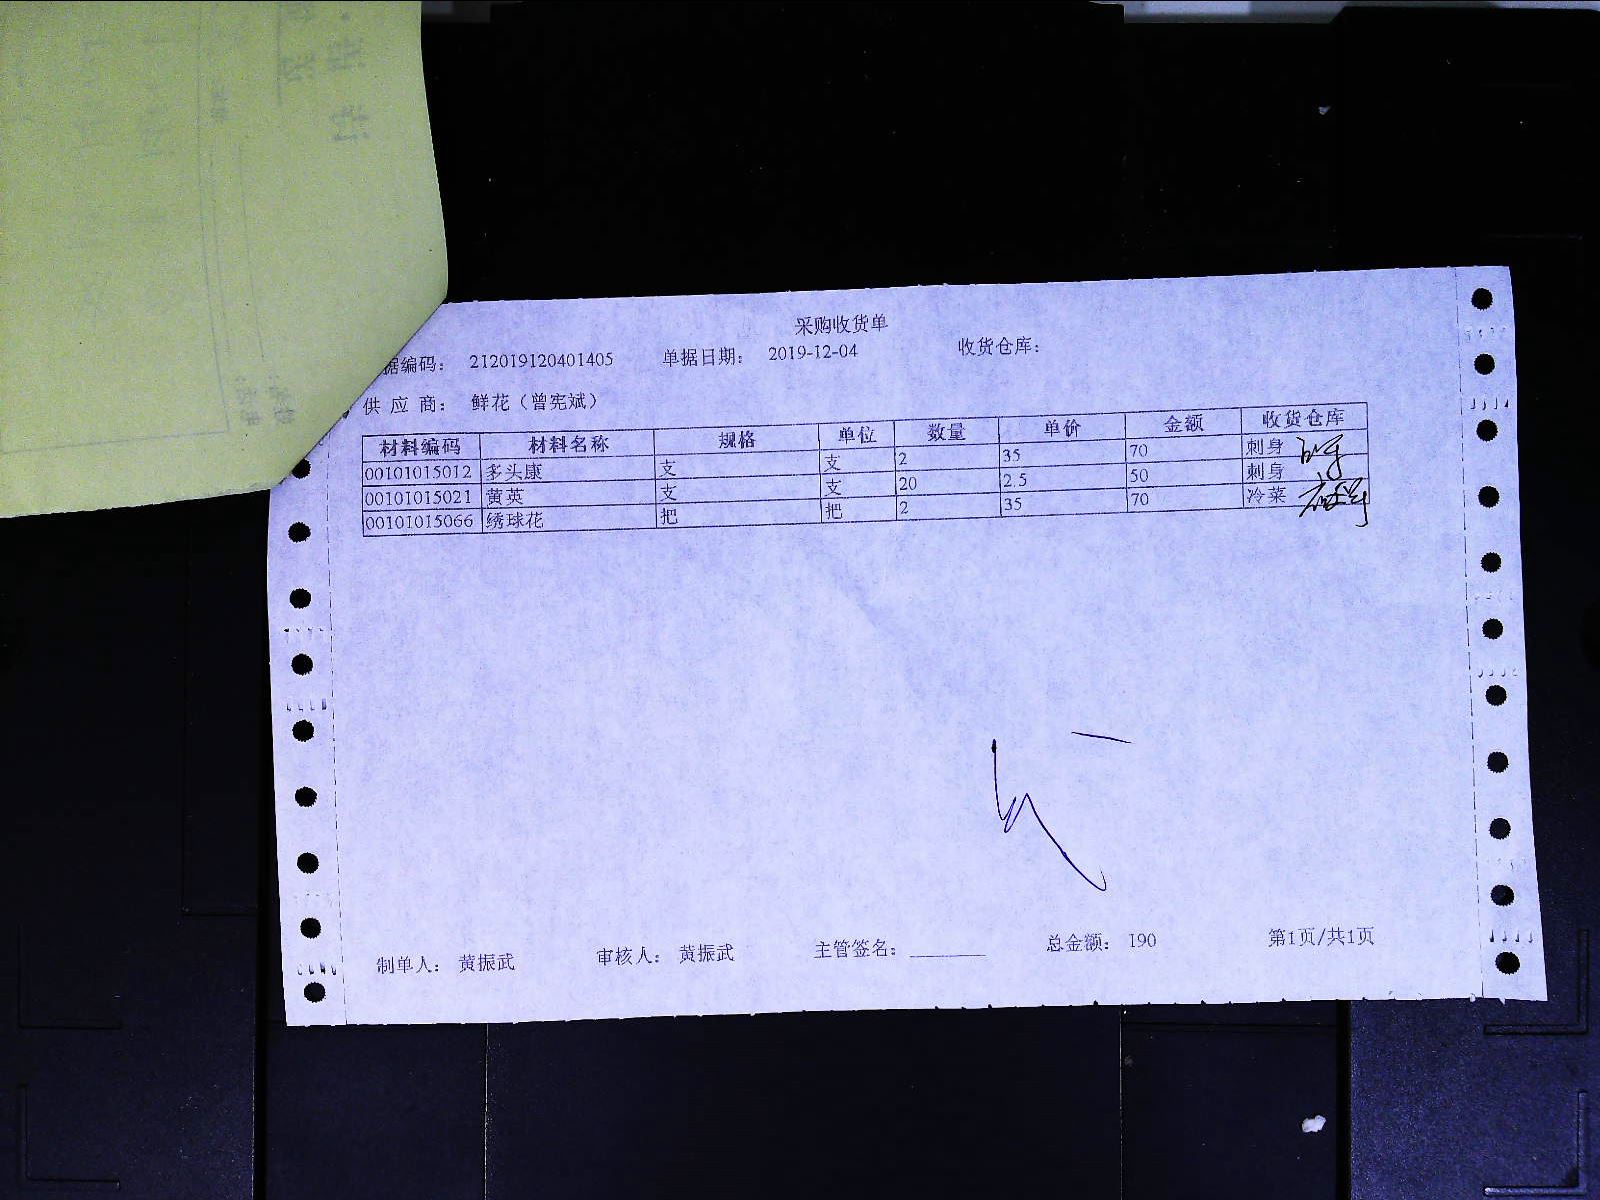 采购收货单
据编码： 212019120401405 单据日期： 2019-12-04 收货仓库：
供应商： 鲜花（曾宪斌）
材料编码 材料名称 规格 单位 数量 单价 金额 收货仓库
00101015012 多头康 支 支 2 35 70 刺身
00101015021 黄英 支 支 20 2.5 50 刺身
00101015066 绣球花 把 把 2 35 70 冷菜
制单人： 黄振武 审核人： 黄振武 主管签名： 总金额： 190 第1页/共1页